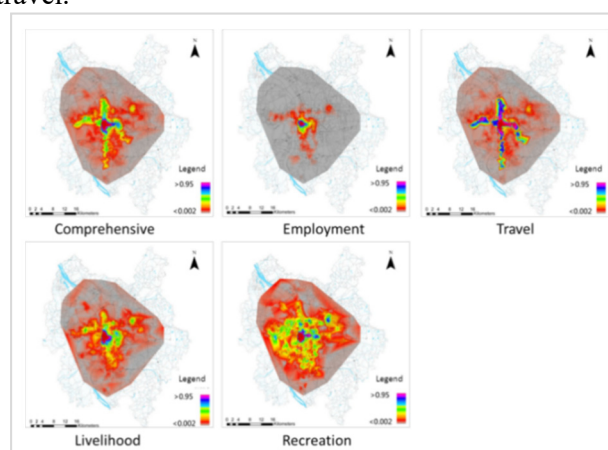 travel.
N
N
N
Legend
>0.95
<0.002
Legend
>0.95
<0.002
Legend
>0.95
<0.002
Comprehensive
Employment
Travel
N
N
Legend
>0.95
<0.002
Legend
>0.95
<0.002
Livelihood
Recreation